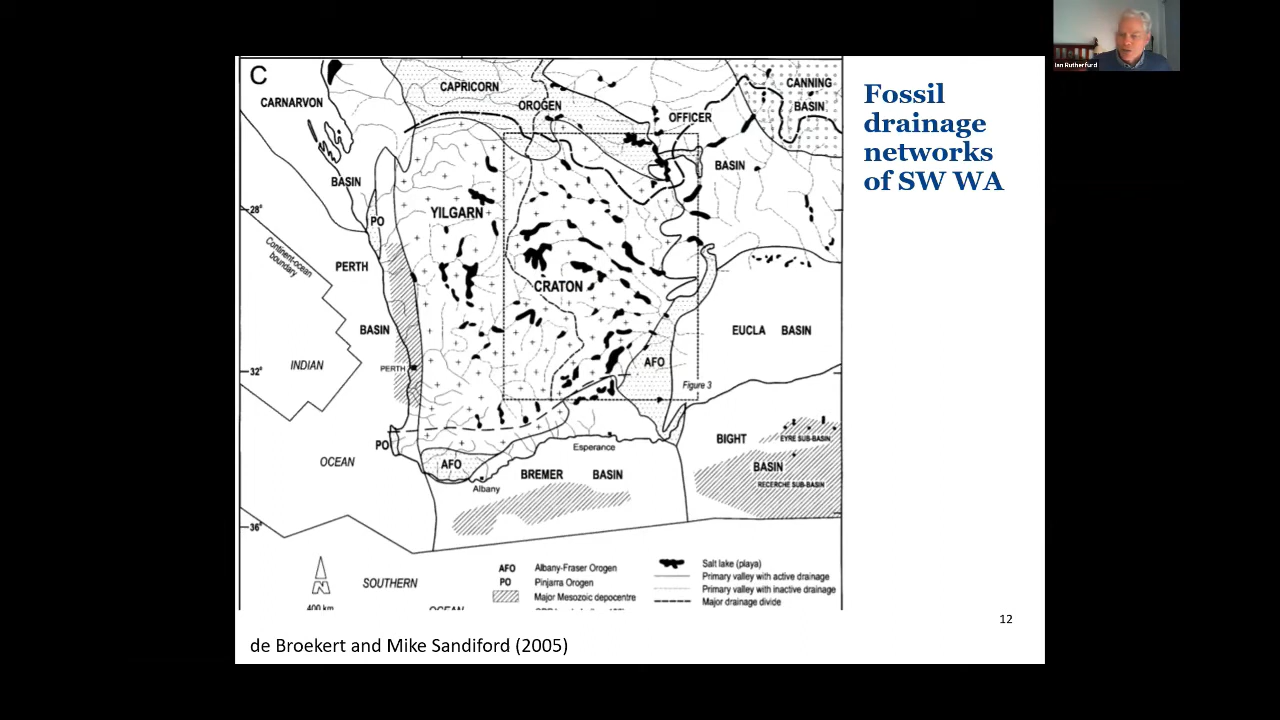 Ian Rutherfurd
Fossil
drainage
networks
of SW WA
C
CAPRICORN
OROGEN
CARNARVON
BASIN
OFFICER
BASIN
CANNING
BASIN
PO
28°
YILGARN
CRATON
Continent-ocean
boundary
PERTH
BASIN
INDIAN
OCEAN
32°
PERTH
EUCLA BASIN
AFO
Figure 3
PO
AFO
Albany
Esperance
BREMER BASIN
BIGHT
BASIN
EYRE SUB-BASIN
RECERCHE SUB-BASIN
36°
N
400 km
SOUTHERN
OCEAN
AFO Albany-Fraser Orogen
PO Pinjarra Orogen
Major Mesozoic depocentre
Salt lake (playa)
Primary valley with active drainage
Primary valley with inactive drainage
Major drainage divide
12
de Broekert and Mike Sandiford (2005)